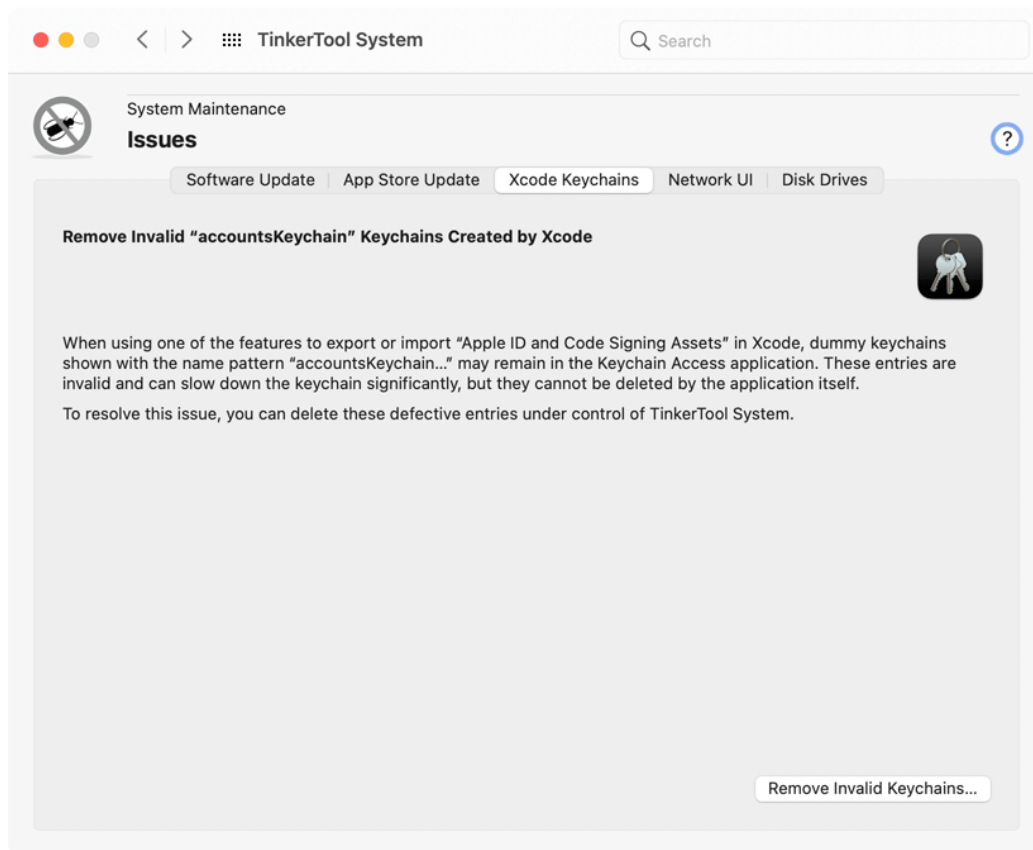 TinkerTool System
Search
System Maintenance
Issues
?
Software Update
App Store Update
Xcode Keychains
Network UI
Disk Drives
Remove Invalid “accountsKeychain” Keychains Created by Xcode
When using one of the features to export or import “Apple ID and Code Signing Assets” in Xcode, dummy keychains
shown with the name pattern “accountsKeychain...” may remain in the Keychain Access application. These entries are
invalid and can slow down the keychain significantly, but they cannot be deleted by the application itself.
To resolve this issue, you can delete these defective entries under control of TinkerTool System.
Remove Invalid Keychains...